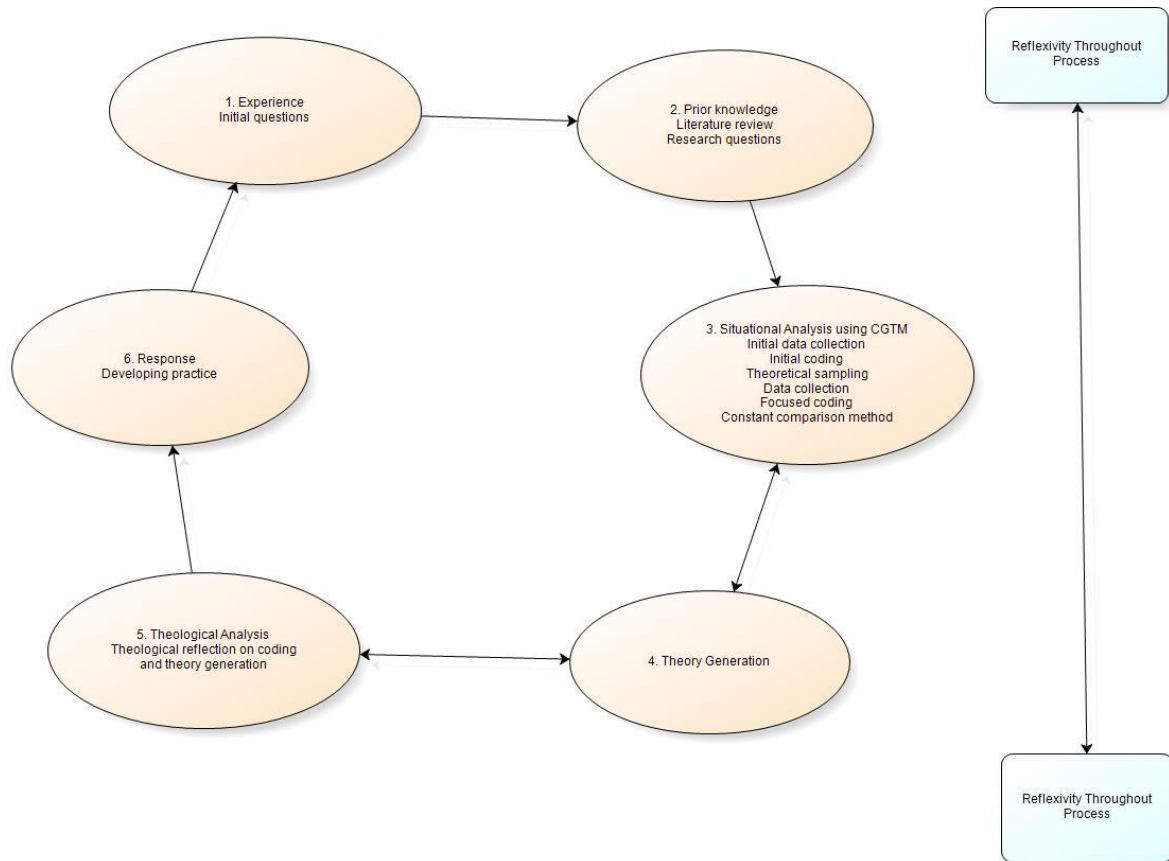 1. Experience
Initial questions
2. Prior knowledge
Literature review
Research questions
Reflexivity Throughout
Process
3. Situational Analysis using CGTM
Initial data collection
Initial coding
Theoretical sampling
Data collection
Focused coding
Constant comparison method
6. Response
Developing practice
5. Theological Analysis
Theological reflection on coding
and theory generation
4. Theory Generation
Reflexivity Throughout
Process